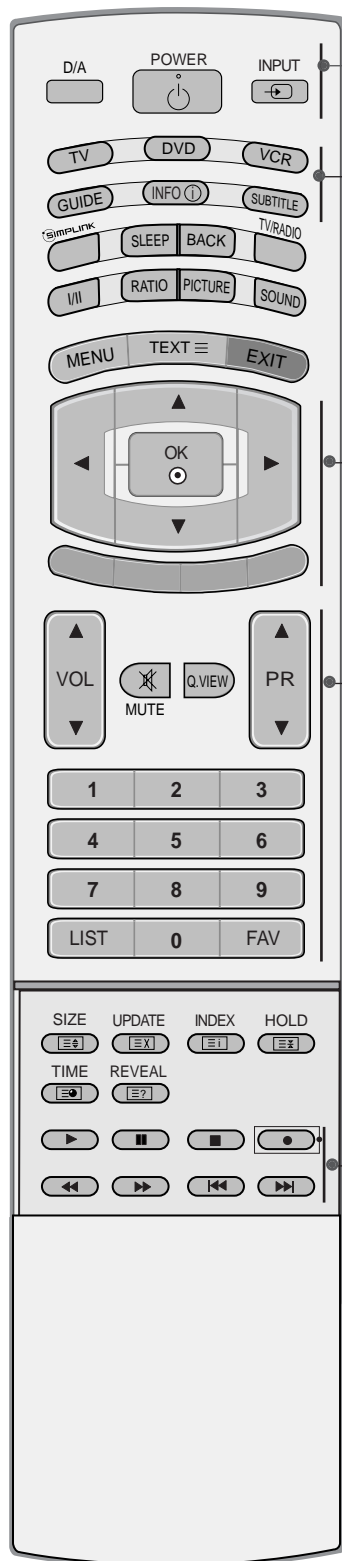 D/A POWER INPUT
TV DVD VCR
GUIDE INFO i SUBTITLE
SIMPLINK SLEEP BACK TV/RADIO
I/II RATIO PICTURE SOUND
MENU TEXT EXIT
OK
VOL MUTE Q.VIEW PR
1 2 3
4 5 6
7 8 9
LIST 0 FAV
SIZE UPDATE INDEX HOLD
X i
TIME REVEAL
?